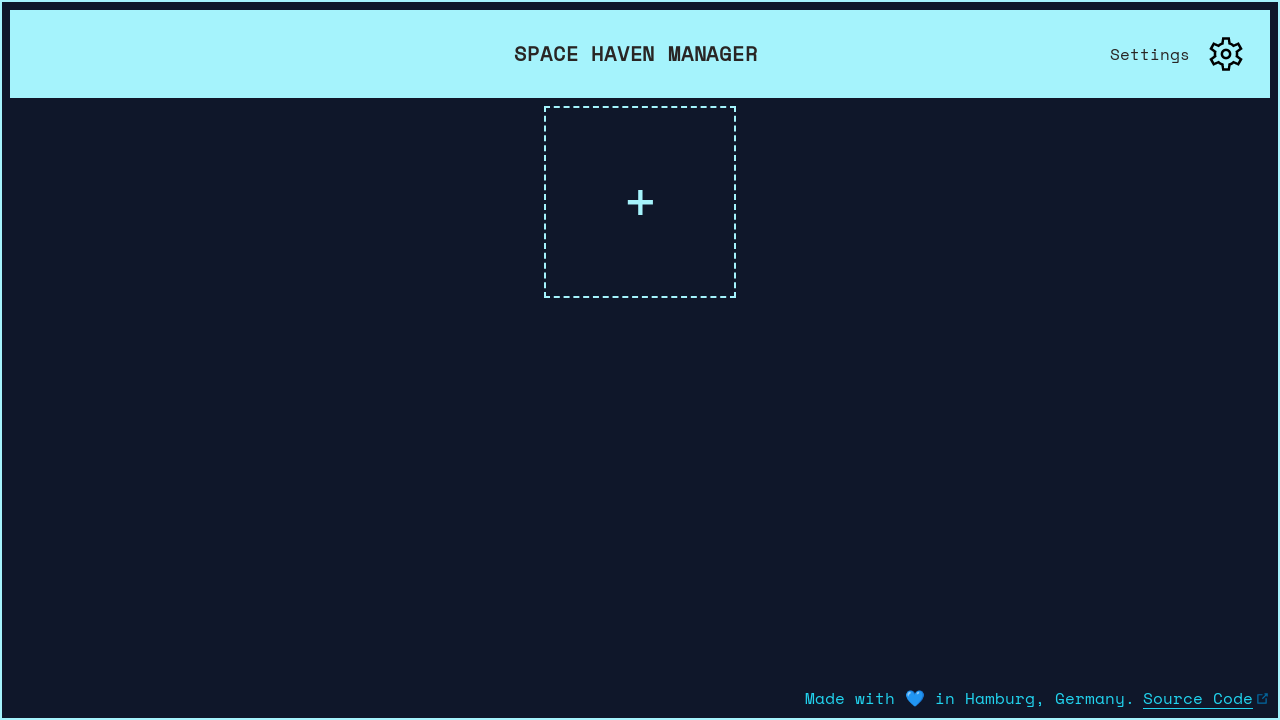 SPACE HAVEN MANAGER
Settings
+
Made with 💙 in Hamburg, Germany. Source Code